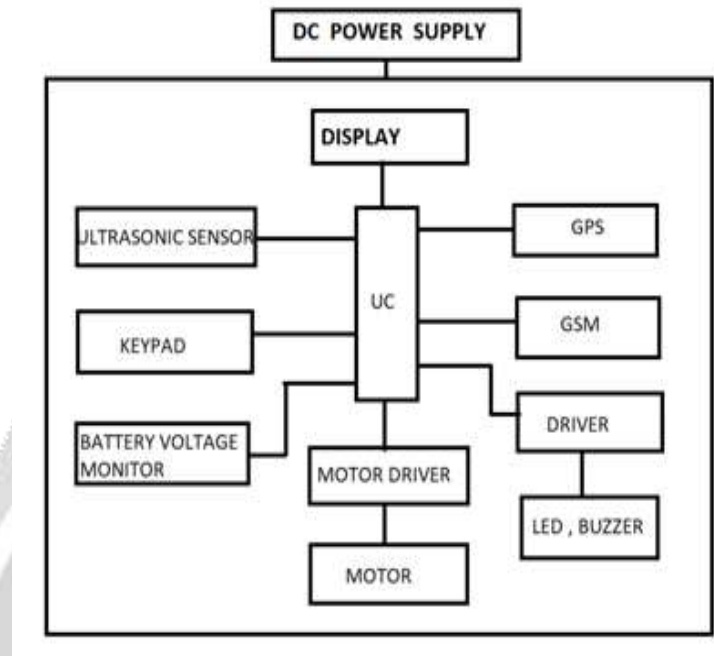 DC POWER SUPPLY
DISPLAY
ULTRASONIC SENSOR
GPS
UC
KEYPAD
GSM
BATTERY VOLTAGE
MONITOR
MOTOR DRIVER
DRIVER
MOTOR
LED , BUZZER